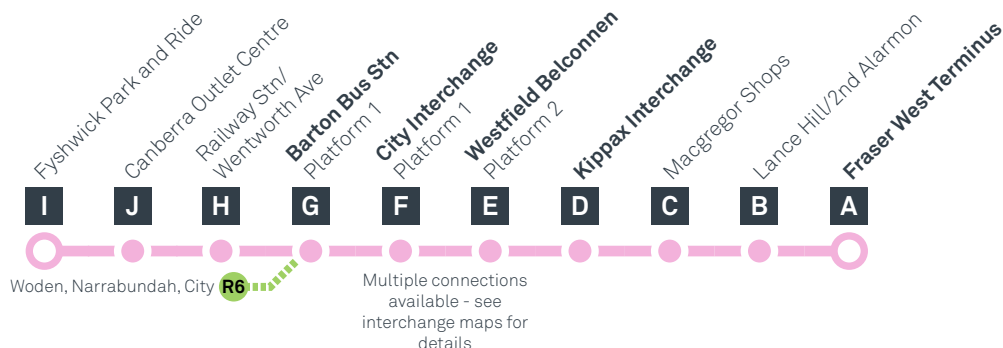 Fyshwick Park and Ride
Canberra Outlet Centre
Railway Stn/
Wentworth Ave
Barton Bus Stn
Platform 1
City Interchange
Platform 1
Westfield Belconnen
Platform 2
Kippax Interchange
Macgregor Shops
Lance Hill/2nd Alarmon
Fraser West Terminus
I J H G F E D C B A
Woden, Narrabundah, City R6
Multiple connections
available - see
interchange maps for
details